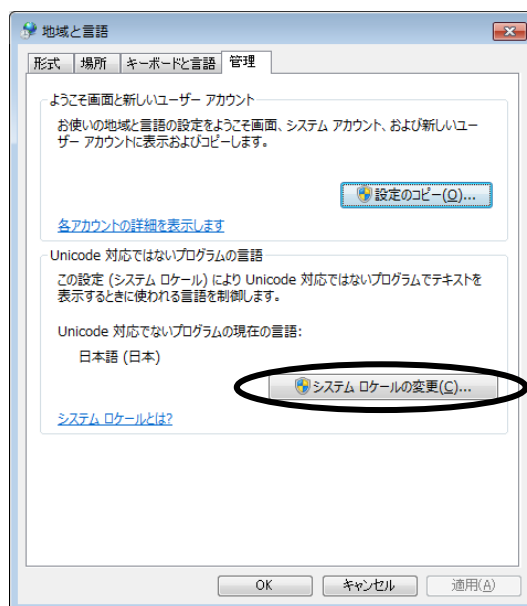 地域と言語
形式 場所 キーボードと言語 管理
ようこそ画面と新しいユーザー アカウント
お使いの地域と言語の設定をようこそ画面、システム アカウント、および新しいユー
ザー アカウントに表示およびコピーします。
設定のコピー(O)...
各アカウントの詳細を表示します
Unicode 対応ではないプログラムの言語
この設定 (システム ロケール) により Unicode 対応ではないプログラムでテキストを
表示するときに使われる言語を制御します。
Unicode 対応でないプログラムの現在の言語:
日本語 (日本)
システム ロケールの変更(C)...
システム ロケールとは?
OK キャンセル 適用(A)